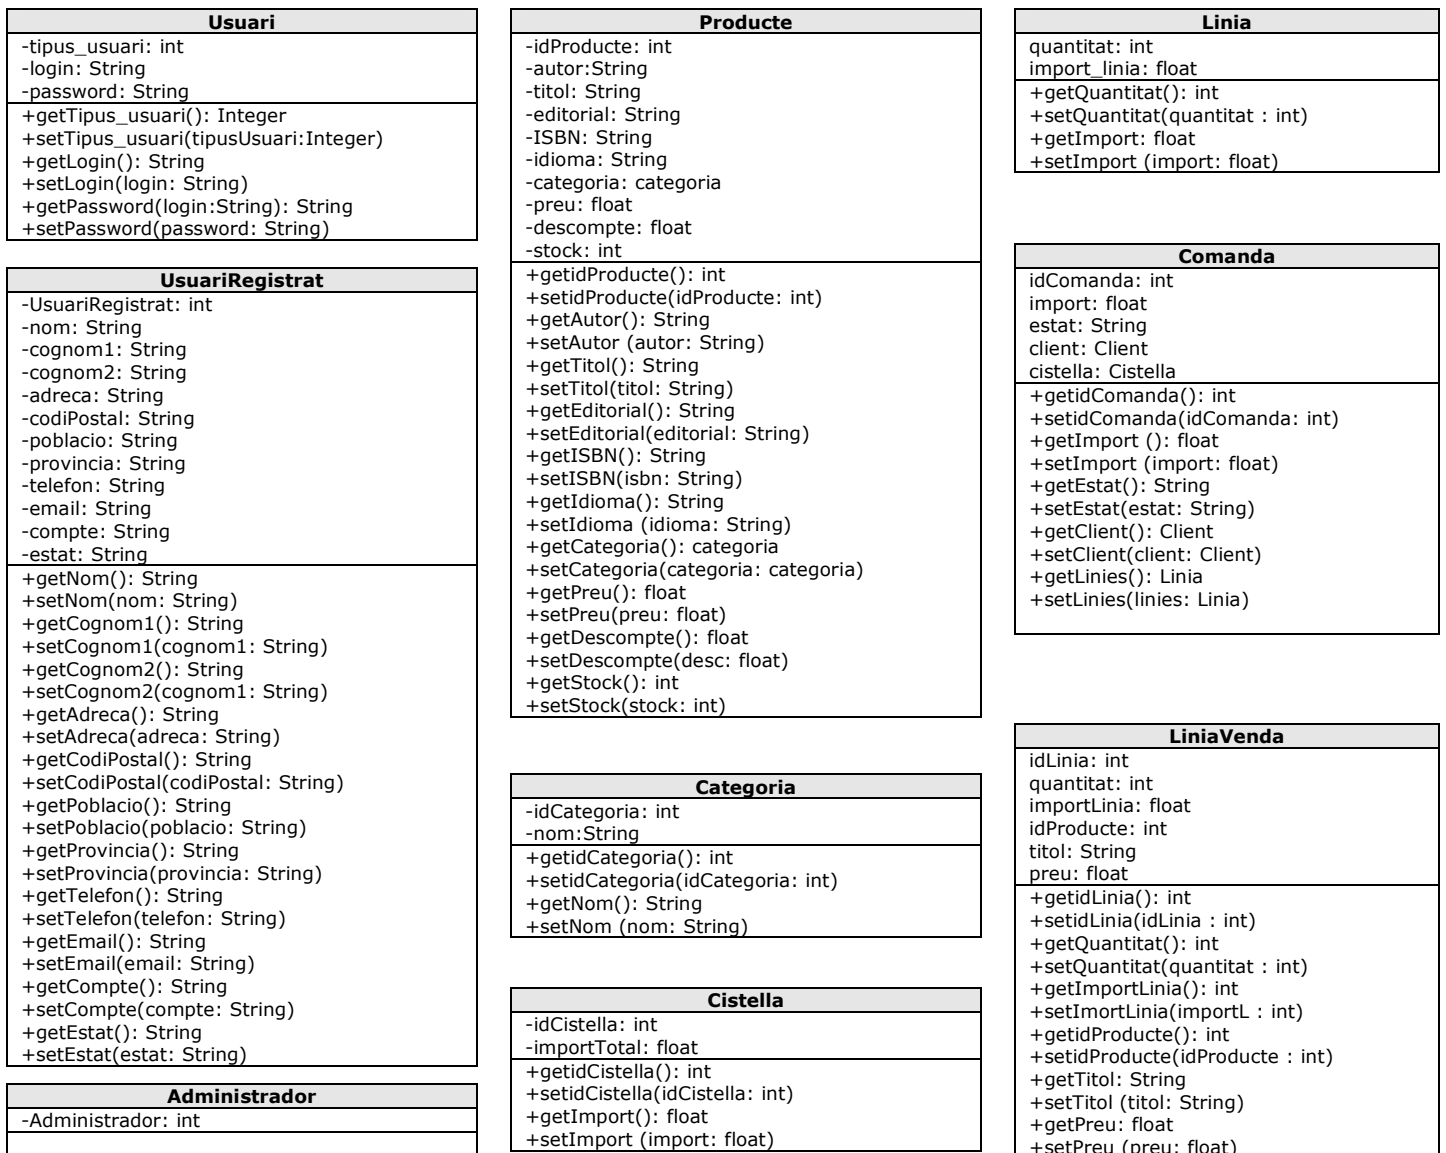 Usuari
-tipus_usuari: int
-login: String
-password: String
+getTipus_usuari(): Integer
+setTipus_usuari(tipusUsuari:Integer)
+getLogin(): String
+setLogin(login: String)
+getPassword(login:String): String
+setPassword(password: String)
UsuariRegistrat
-UsuariRegistrat: int
-nom: String
-cognom1: String
-cognom2: String
-adreca: String
-codiPostal: String
-poblacio: String
-provincia: String
-telefon: String
-email: String
-compte: String
-estat: String
+getNom(): String
+setNom(nom: String)
+getCognom1(): String
+setCognom1(cognom1: String)
+getCognom2(): String
+setCognom2(cognom1: String)
+getAdreca(): String
+setAdreca(adreca: String)
+getCodiPostal(): String
+setCodiPostal(codiPostal: String)
+getPoblacio(): String
+setPoblacio(poblacio: String)
+getProvincia(): String
+setProvincia(provincia: String)
+getTelefon(): String
+setTelefon(telefon: String)
+getEmail(): String
+setEmail(email: String)
+getCompte(): String
+setCompte(compte: String)
+getEstat(): String
+setEstat(estat: String)
Administrador
-Administrador: int
Producte
-idProducte: int
-autor:String
-titol: String
-editorial: String
-ISBN: String
-idioma: String
-categoria: categoria
-preu: float
-descompte: float
-stock: int
+getidProducte(): int
+setidProducte(idProducte: int)
+getAutor(): String
+setAutor (autor: String)
+getTitol(): String
+setTitol(titol: String)
+getEditorial(): String
+setEditorial(editorial: String)
+getISBN(): String
+setISBN(isbn: String)
+getIdioma(): String
+setIdioma (idioma: String)
+getCategoria(): categoria
+setCategoria(categoria: categoria)
+getPreu(): float
+setPreu(preu: float)
+getDescompte(): float
+setDescompte(desc: float)
+getStock(): int
+setStock(stock: int)
Categoria
-idCategoria: int
-nom:String
+getidCategoria(): int
+setidCategoria(idCategoria: int)
+getNom(): String
+setNom (nom: String)
Cistella
-idCistella: int
-importTotal: float
+getidCistella(): int
+setidCistella(idCistella: int)
+getImport(): float
+setImport (import: float)
Linia
quantitat: int
import_linia: float
+getQuantitat(): int
+setQuantitat(quantitat : int)
+getImport: float
+setImport (import: float)
Comanda
idComanda: int
import: float
estat: String
client: Client
cistella: Cistella
+getidComanda(): int
+setidComanda(idComanda: int)
+getImport (): float
+setImport (import: float)
+getEstat(): String
+setEstat(estat: String)
+getClient(): Client
+setClient(client: Client)
+getLinies(): Linia
+setLinies(linies: Linia)
LiniaVenda
idLinia: int
quantitat: int
importLinia: float
idProducte: int
titol: String
preu: float
+getidLinia(): int
+setidLinia(idLinia : int)
+getQuantitat(): int
+setQuantitat(quantitat : int)
+getImportLinia(): int
+setImortLinia(importL : int)
+getidProducte(): int
+setidProducte(idProducte : int)
+getTitol: String
+setTitol (titol: String)
+getPreu: float
+setPreu (preu: float)